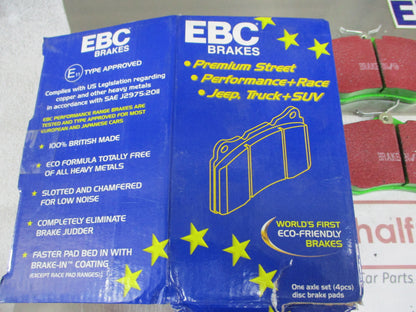 EBC
BRAKES
E11 TYPE APPROVED
Complies with US Legislation regarding
copper and other heavy metals
in accordance with SAE J2975:2011
EBC PERFORMANCE RANGE BRAKES ARE
TESTED AND TYPE APPROVED FOR MOST
EUROPEAN AND JAPANESE CARS
★ 100% BRITISH MADE
★ ECO FORMULA TOTALLY FREE
OF ALL HEAVY METALS
★ SLOTTED AND CHAMFERED
FOR LOW NOISE
★ COMPLETELY ELIMINATE
BRAKE JUDDER
★ FASTER PAD BED IN WITH
BRAKE-IN™ COATING
(EXCEPT RACE PAD RANGES)
EBC
BRAKES
• Premium Street
• Performance+Race
• Jeep, Truck+SUV
WORLD'S FIRST
ECO-FRIENDLY
BRAKES
One axle set (4pcs)
disc brake pads
half
Car Parts